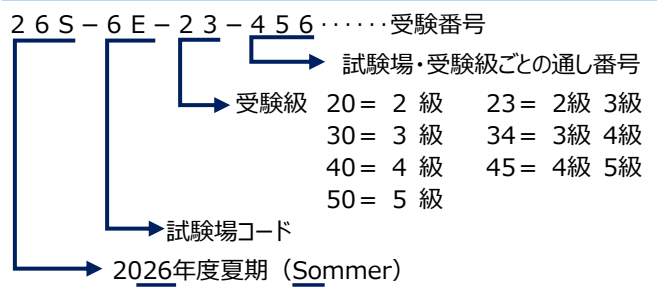 ２６Ｓ－６Ｅ－２３－４５６‥‥‥受験番号
試験場・受験級ごとの通し番号
受験級 20＝ 2 級 23＝ 2級 3級
30＝ 3 級 34＝ 3級 4級
40＝ 4 級 45＝ 4級 5級
50＝ 5 級
試験場コード
2026年度夏期（Sommer）